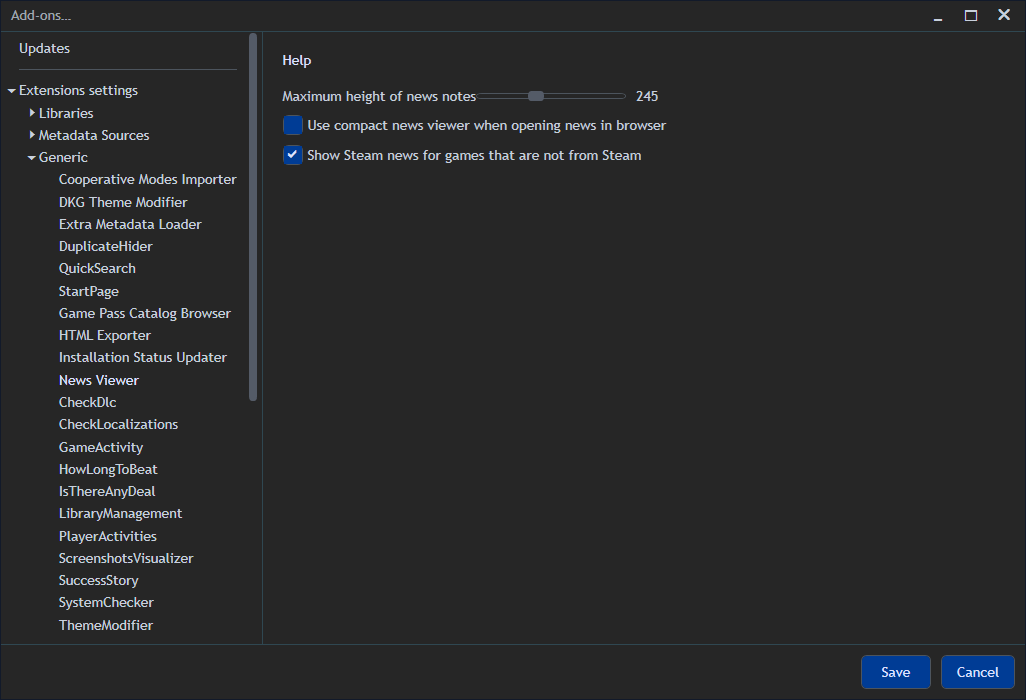 Add-ons...
Updates
Extensions settings
Libraries
Metadata Sources
Generic
Cooperative Modes Importer
DKG Theme Modifier
Extra Metadata Loader
DuplicateHider
QuickSearch
StartPage
Game Pass Catalog Browser
HTML Exporter
Installation Status Updater
News Viewer
CheckDlc
CheckLocalizations
GameActivity
HowLongToBeat
IsThereAnyDeal
LibraryManagement
PlayerActivities
ScreenshotsVisualizer
SuccessStory
SystemChecker
ThemeModifier
Help
Maximum height of news notes 245
Use compact news viewer when opening news in browser
Show Steam news for games that are not from Steam
Save Cancel